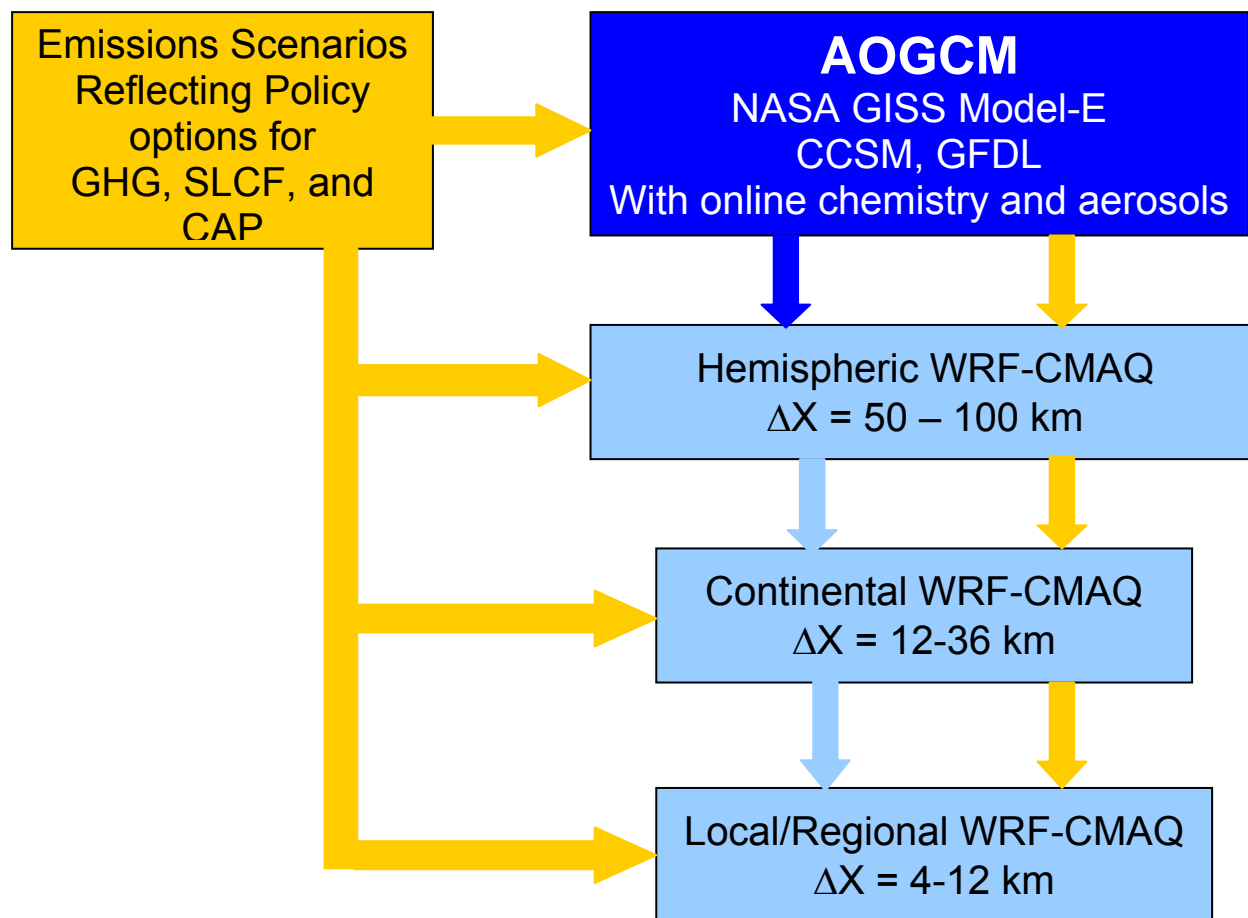 Emissions Scenarios
Reflecting Policy
options for
GHG, SLCF, and
CAP
AOGCM
NASA GISS Model-E
CCSM, GFDL
With online chemistry and aerosols
Hemispheric WRF-CMAQ
ΔX = 50 – 100 km
Continental WRF-CMAQ
ΔX = 12-36 km
Local/Regional WRF-CMAQ
ΔX = 4-12 km